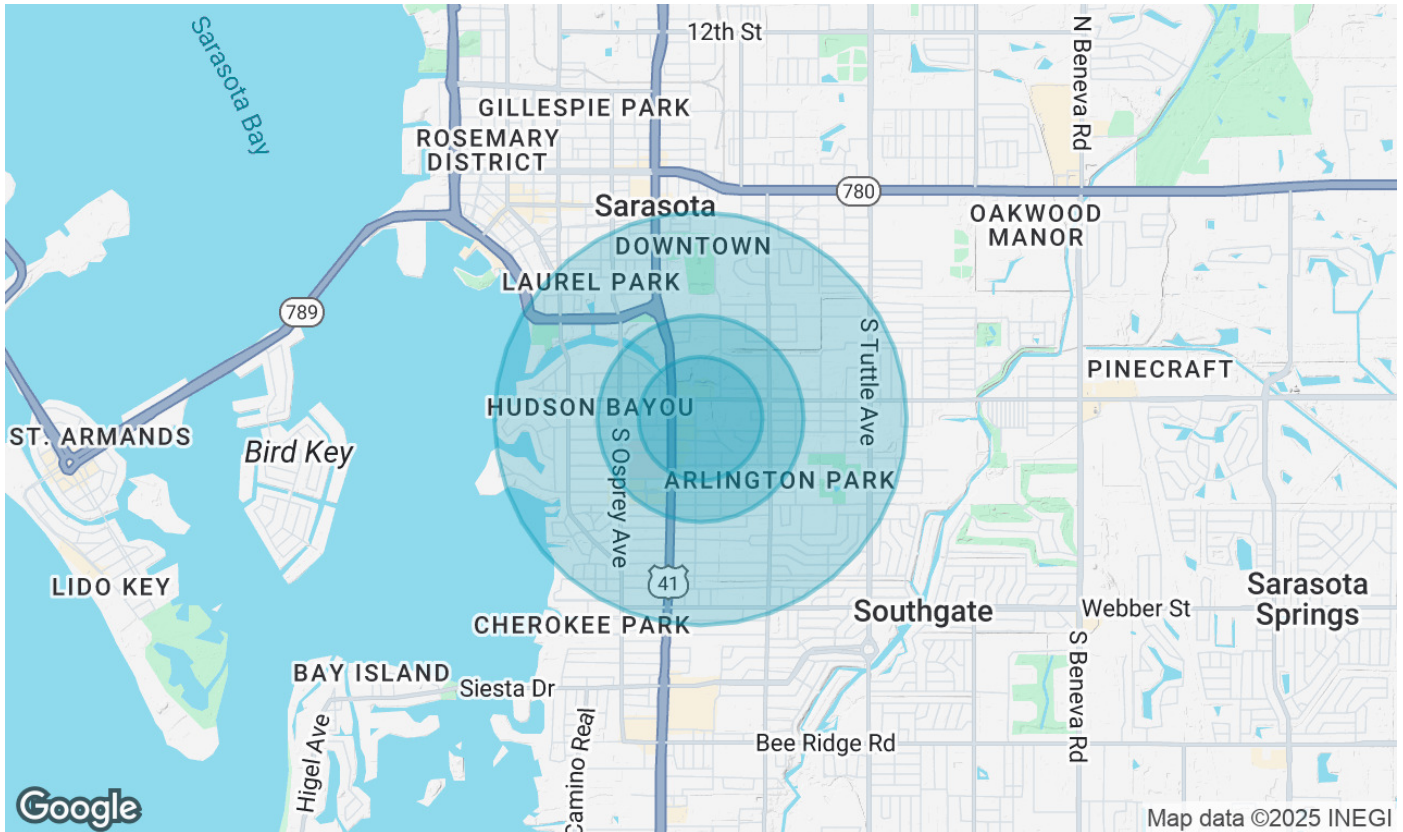 12th St
N Beneva Rd
Sarasota Bay
GILLESPIE PARK
ROSEMARY
DISTRICT
780
Sarasota
OAKWOOD
MANOR
DOWNTOWN
LAUREL PARK
789
S Tuttle Ave
PINECRAFT
HUDSON BAYOU
ST. ARMANDS
Bird Key
S Osprey Ave
ARLINGTON PARK
41
LIDO KEY
Southgate
Webber St
Sarasota
Springs
CHEROKEE PARK
BAY ISLAND
Siesta Dr
S Beneva Rd
Higel Ave
Camino Real
Bee Ridge Rd
Google
Map data ©2025 INEGI